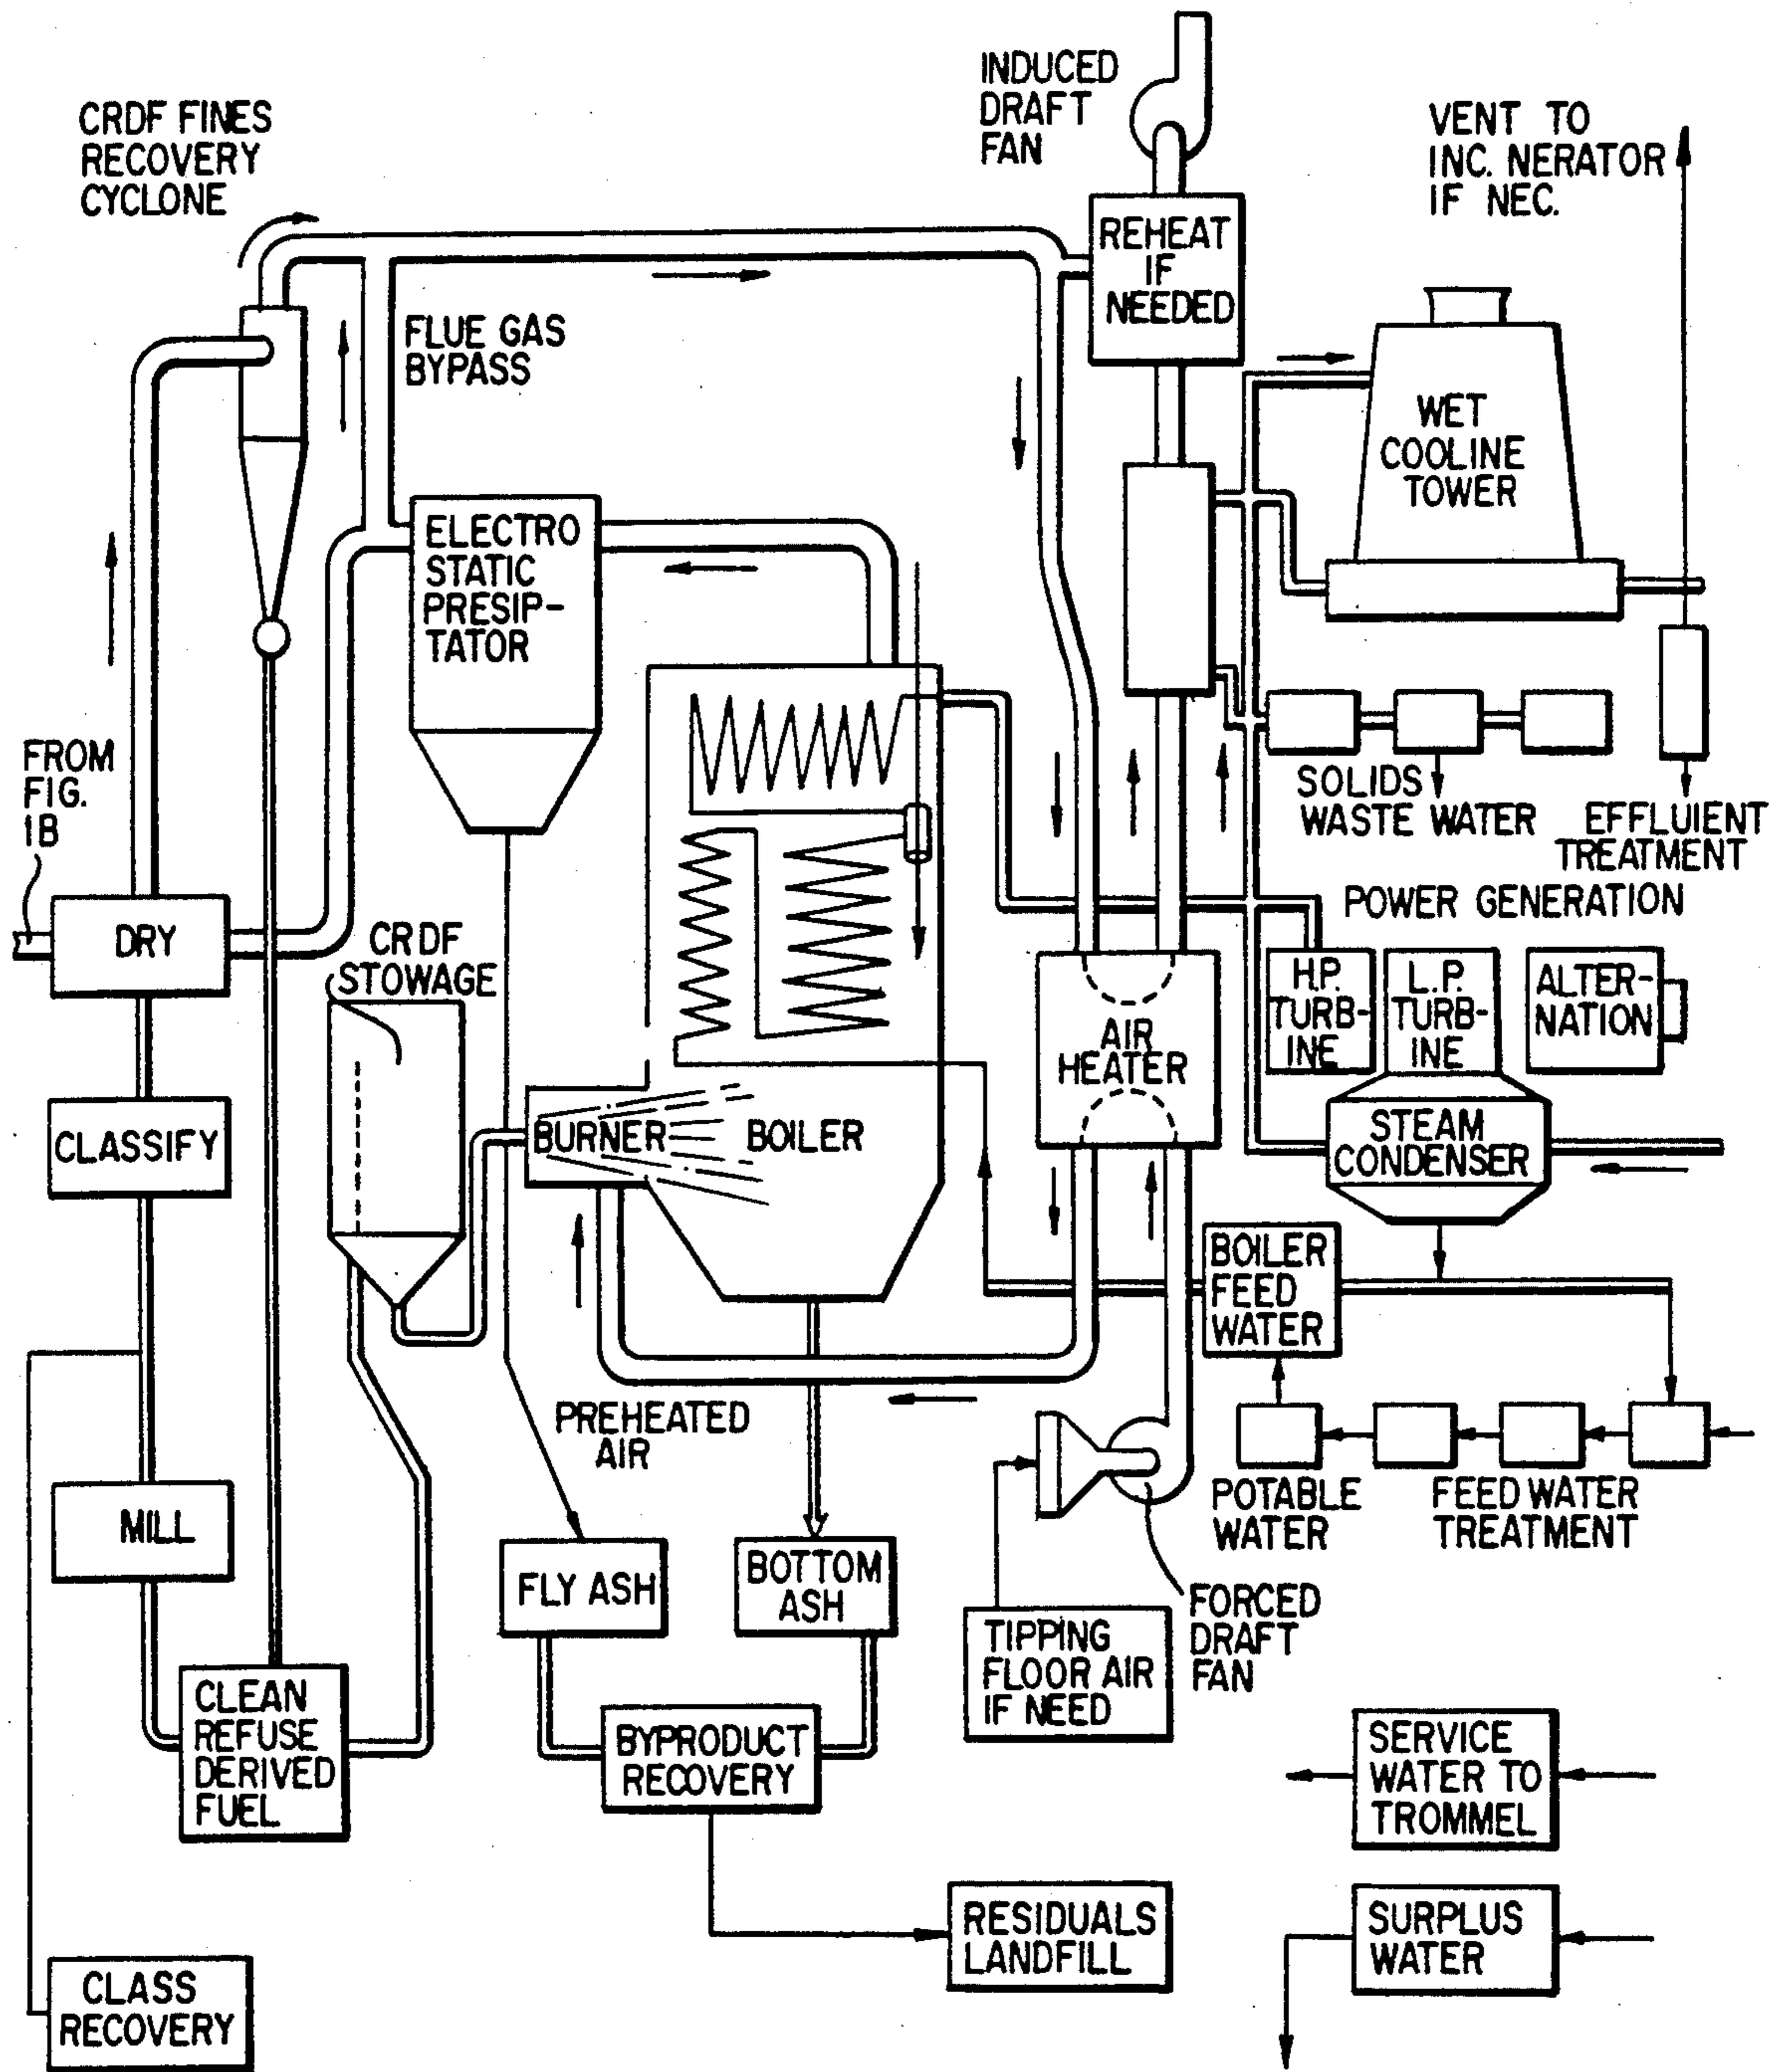 INDUCED
DRAFT
FAN
CRDF FINES
RECOVERY
CYCLONE
VENT TO
INC. NERATOR
IF NEC.
REHEAT
IF
NEEDED
FLUE GAS
BYPASS
WET
COOLINE
TOWER
ELECTRO
STATIC
PRESIP-
TATOR
FROM
FIG.
1B
SOLIDS
WASTE WATER
EFFLUIENT
TREATMENT
POWER GENERATION
DRY
CRDF
STOWAGE
H.P.
TURB-
INE
L.P.
TURB-
INE
ALTER-
NATION
AIR
HEATER
CLASSIFY
BURNER
BOILER
STEAM
CONDENSER
BOILER
FEED
WATER
PREHEATED
AIR
POTABLE
WATER
FEED WATER
TREATMENT
MILL
FLY ASH
BOTTOM
ASH
TIPPING
FLOOR AIR
IF NEED
FORCED
DRAFT
FAN
CLEAN
REFUSE
DERIVED
FUEL
BYPRODUCT
RECOVERY
SERVICE
WATER TO
TROMMEL
RESIDUALS
LANDFILL
SURPLUS
WATER
CLASS
RECOVERY